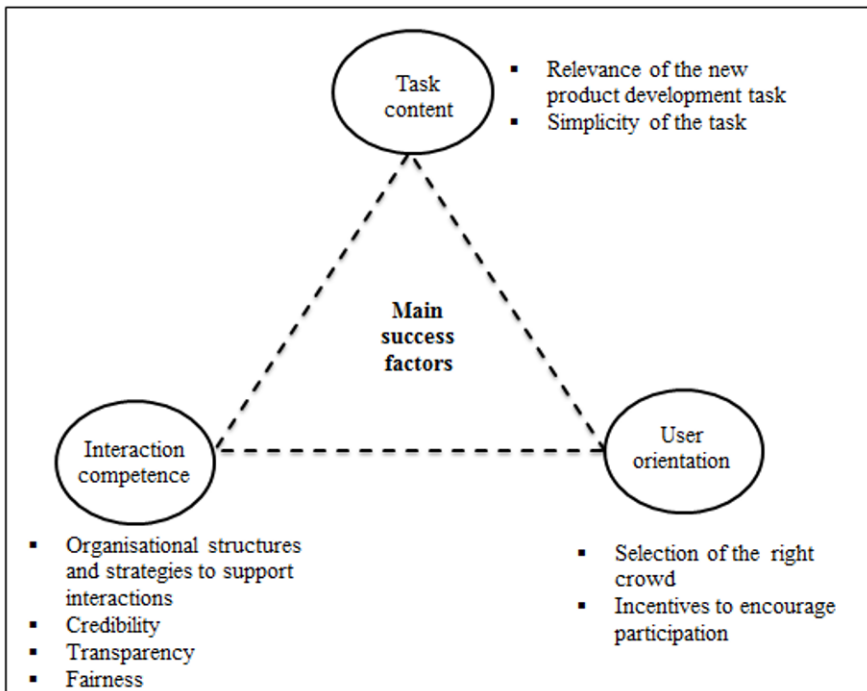 Task
content
▪ Relevance of the new
product development task
▪ Simplicity of the task
Main
success
factors
Interaction
competence
User
orientation
▪ Organisational structures
and strategies to support
interactions
▪ Credibility
▪ Transparency
▪ Fairness
▪ Selection of the right
crowd
▪ Incentives to encourage
participation